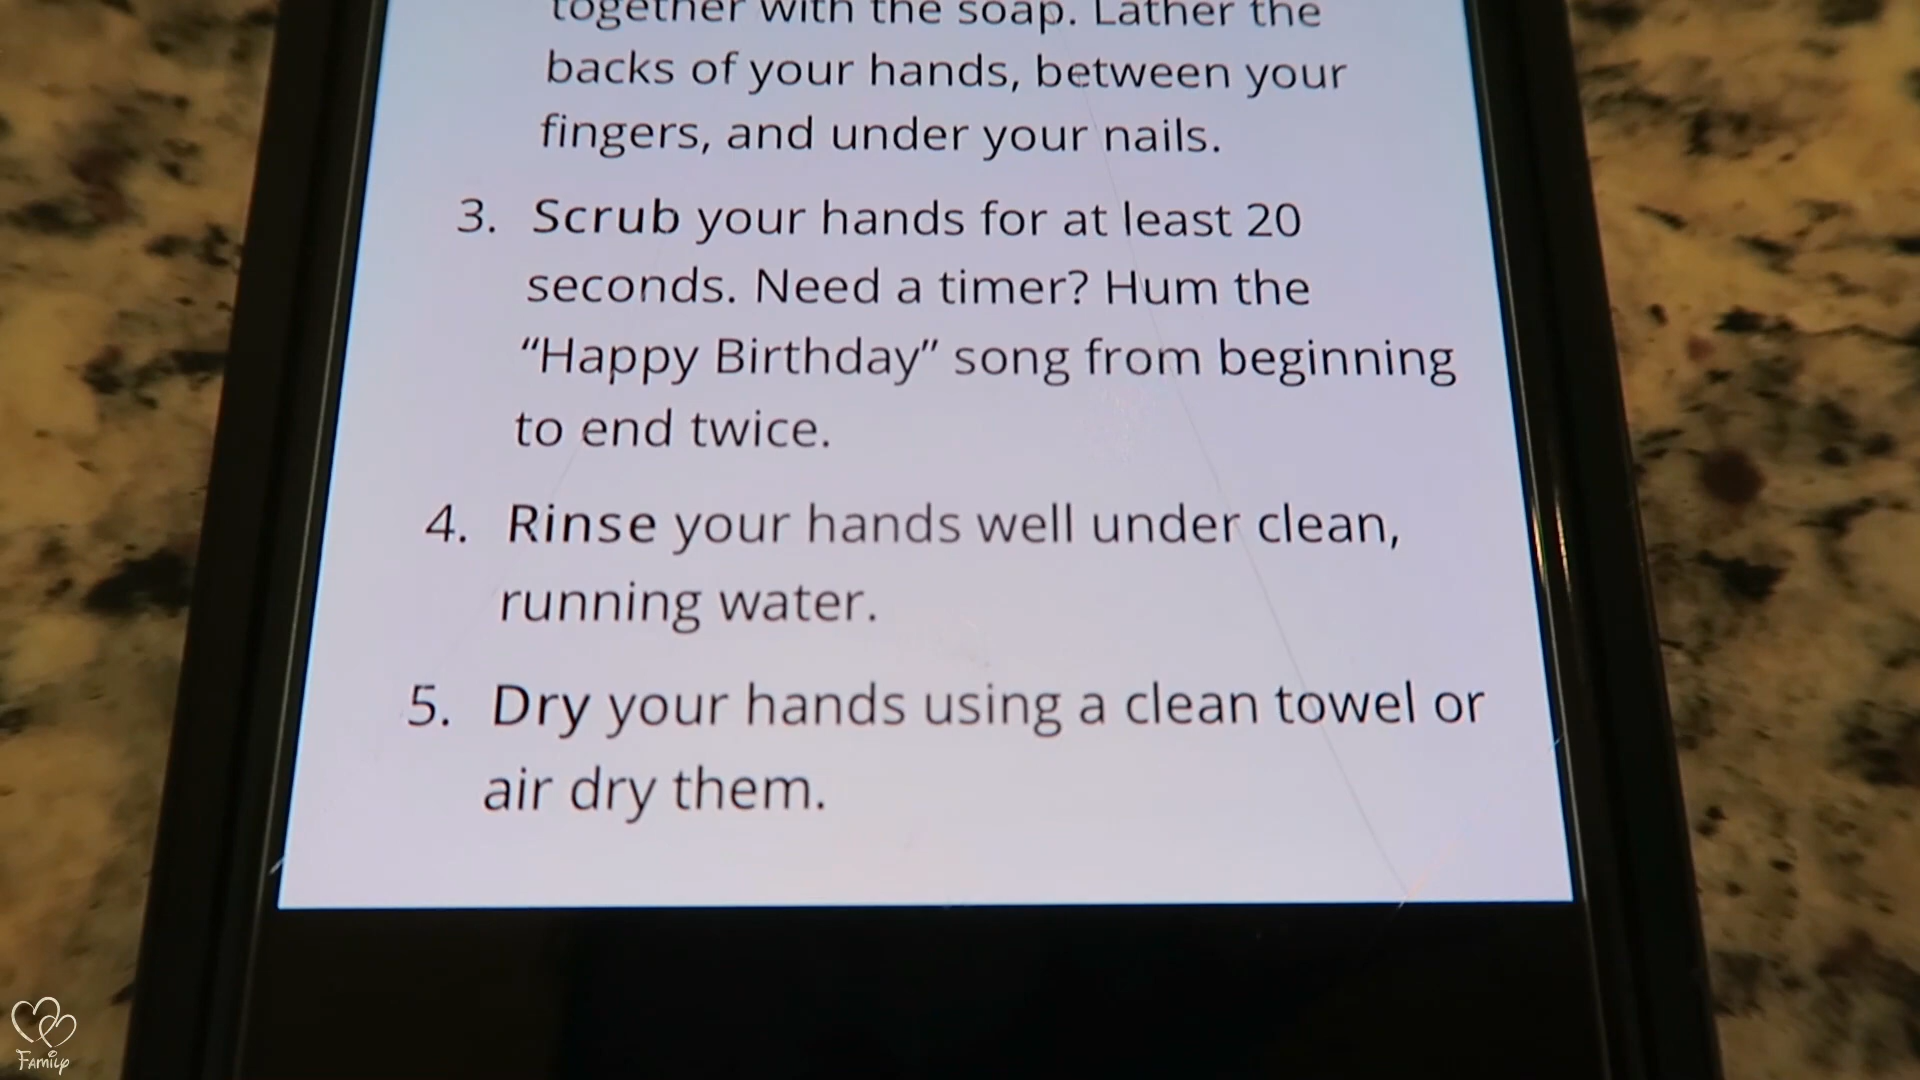 together with the soap. Lather the
backs of your hands, between your
fingers, and under your nails.
3. Scrub your hands for at least 20
seconds. Need a timer? Hum the
“Happy Birthday” song from beginning
to end twice.
4. Rinse your hands well under clean,
running water.
5. Dry your hands using a clean towel or
air dry them.
Family